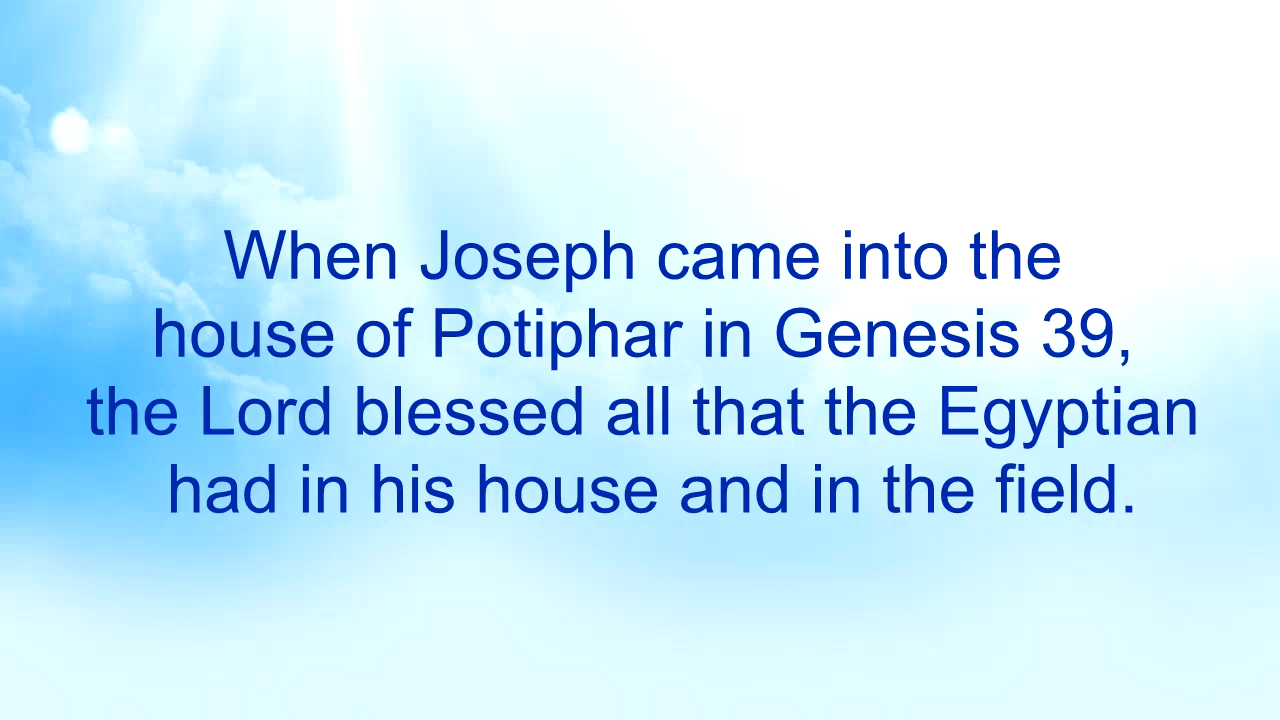 When Joseph came into the
house of Potiphar in Genesis 39,
the Lord blessed all that the Egyptian
had in his house and in the field.